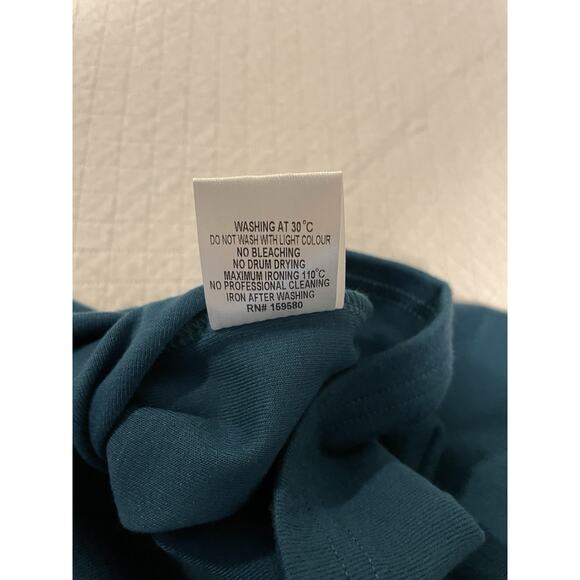 WASHING AT 30°C
DO NOT WASH WITH LIGHT COLOUR
NO BLEACHING
NO DRUM DRYING
MAXIMUM IRONING 110°C
NO PROFESSIONAL CLEANING
IRON AFTER WASHING
RN# 159580